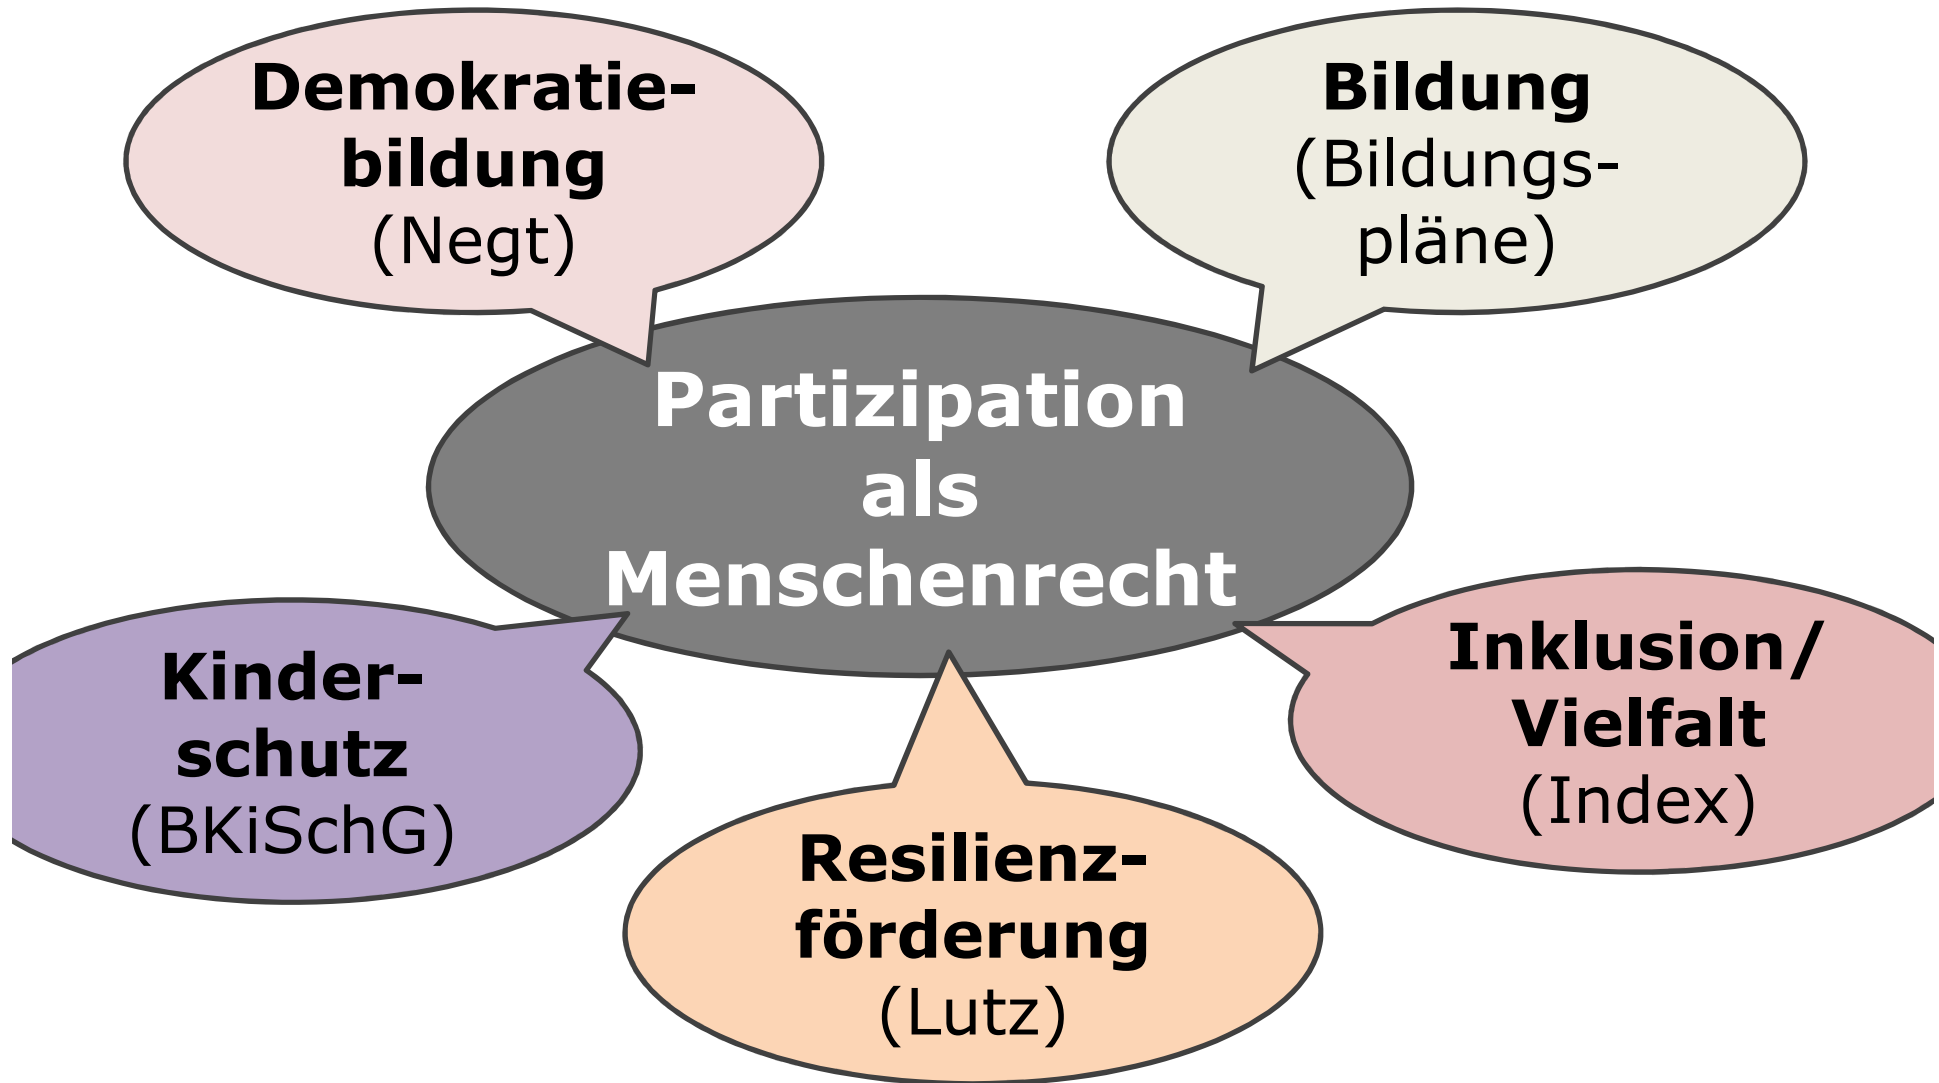 Demokratie-
bildung
(Negt)
Bildung
(Bildungs-
pläne)
Partizipation
als
Menschenrecht
Kinder-
schutz
(BKiSchG)
Inklusion/
Vielfalt
(Index)
Resilienz-
förderung
(Lutz)